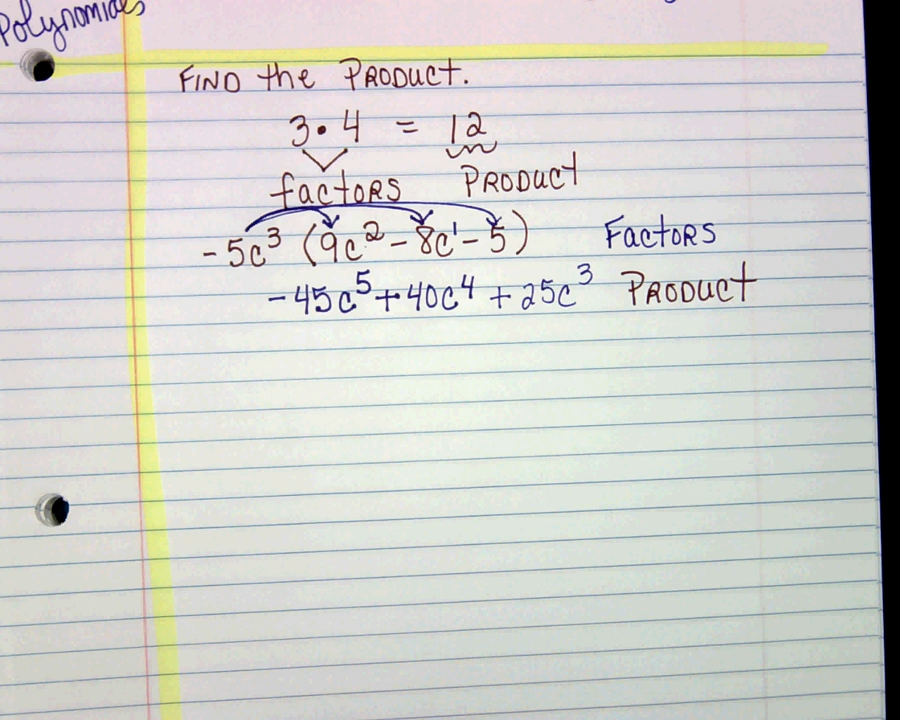 Polynomials
FIND the PRODUCT.
3 • 4 = 12
factors PRODUCT
-5c³ (9c² - 8c¹ - 5) Factors
-45c⁵ + 40c⁴ + 25c³ PRODUCT